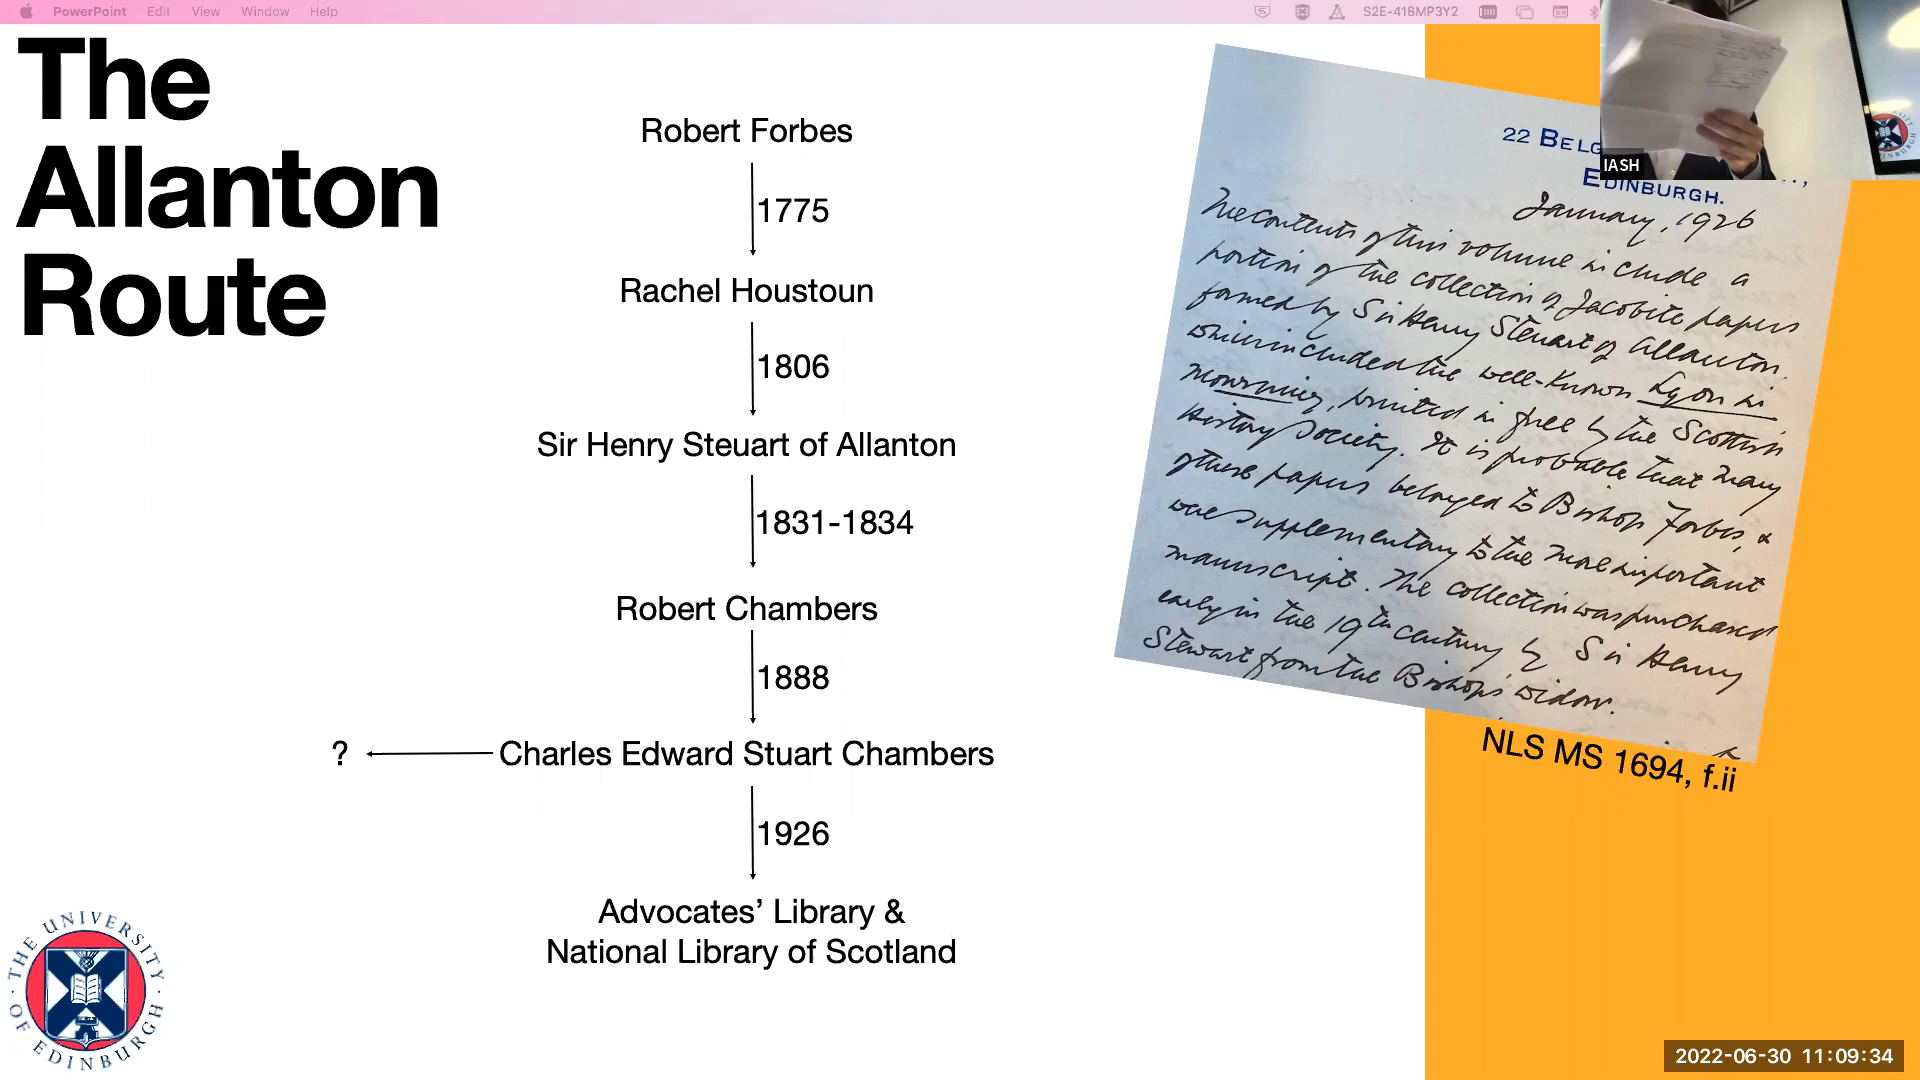 PowerPoint Edit View Window Help
S2E-418MP3Y2
The
Allanton
Route
Robert Forbes
1775
Rachel Houstoun
1806
Sir Henry Steuart of Allanton
1831-1834
Robert Chambers
1888
? Charles Edward Stuart Chambers
1926
Advocates’ Library &
National Library of Scotland
THE UNIVERSITY OF EDINBURGH
22 BELG
EDINBURGH.
January, 1926
The contents of this volume include a
portion of the collection of Jacobite papers
formed by Sir Henry Steuart of Allanton
which included the well-known Lyon in
Mourning, printed in full by the Scottish
History Society. It is probable that many
of these papers belonged to Bishop Forbes, &
were supplementary to the more important
manuscript. The collection was purchased
early in the 19th century by Sir Henry
Stewart from the Bishop's widow.
NLS MS 1694, f.ii
IASH
2022-06-30 11:09:34